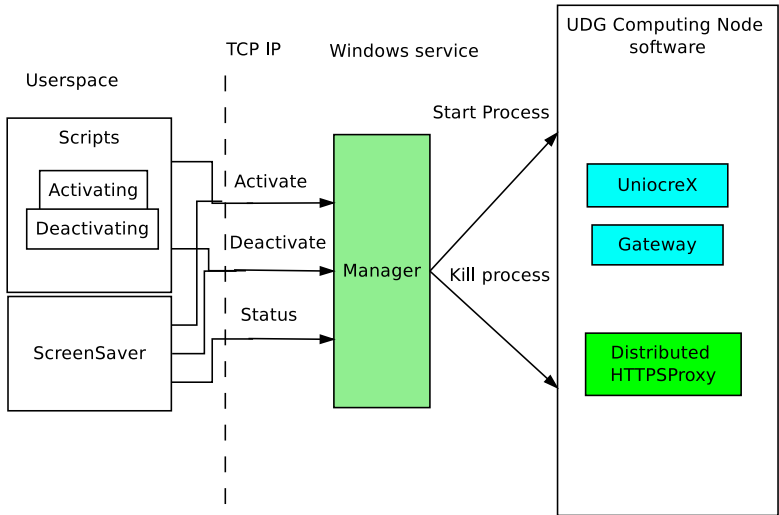 UDG Computing Node
software
TCP IP
Windows service
Userspace
Start Process
Scripts
Activating
Deactivating
Activate
UniocreX
Deactivate
Gateway
Manager
Kill process
Status
ScreenSaver
Distributed
HTTPSProxy